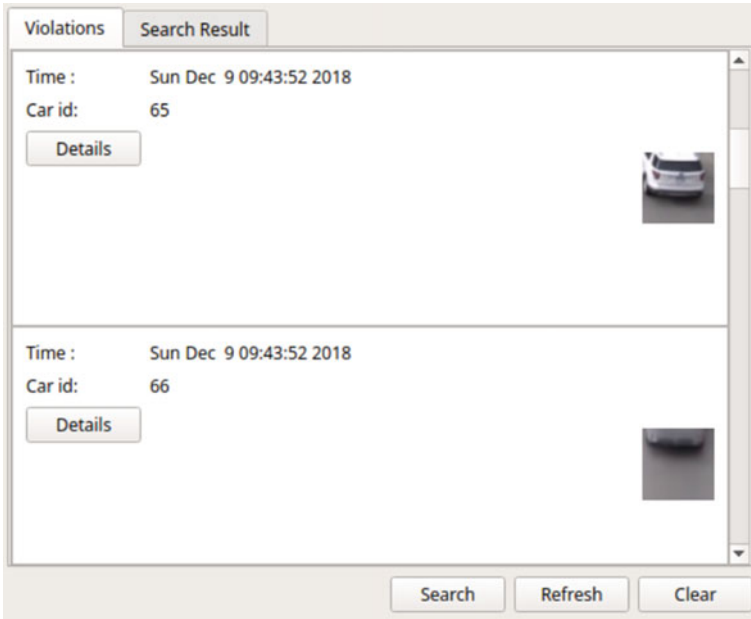 Violations Search Result
Time : Sun Dec 9 09:43:52 2018
Car id: 65
Details
Time : Sun Dec 9 09:43:52 2018
Car id: 66
Details
Search Refresh Clear